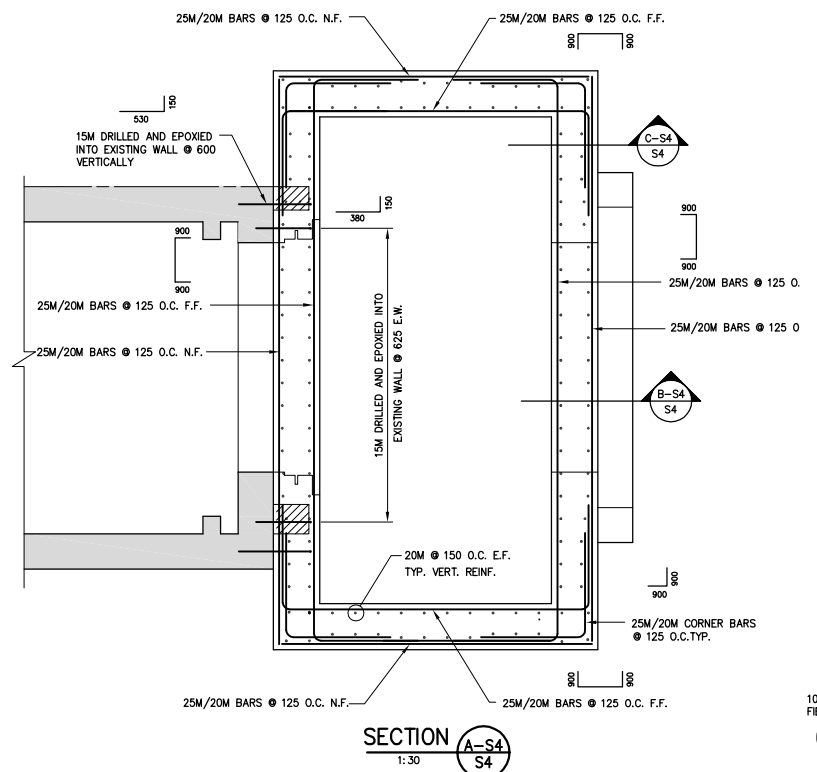 25M/20M BARS @ 125 O.C. N.F.
25M/20M BARS @ 125 O.C. F.F.
900
900
530
150
15M DRILLED AND EPOXIED
INTO EXISTING WALL @ 600
VERTICALLY
C-S4
S4
380
150
900
900
900
900
25M/20M BARS @ 125 O.
25M/20M BARS @ 125 O.C. F.F.
25M/20M BARS @ 125 O
25M/20M BARS @ 125 O.C. N.F.
15M DRILLED AND EPOXIED INTO
EXISTING WALL @ 625 E.W.
B-S4
S4
20M @ 150 O.C. E.F.
TYP. VERT. REINF.
900
900
25M/20M CORNER BARS
@ 125 O.C.TYP.
900
900
25M/20M BARS @ 125 O.C. N.F.
25M/20M BARS @ 125 O.C. F.F.
10
FIE
SECTION
1:30
A-S4
S4